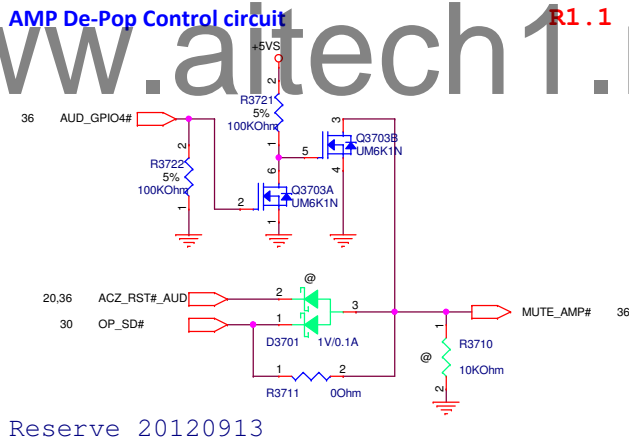 AMP De-Pop Control circuit
R1.1
www.aitech1.
+5VS
2
R3721
5%
100KOhm
1
36 AUD_GPIO4#
2
R3722
5%
100KOhm
1
3
Q3703B
5
UM6K1N
4
6
Q3703A
2
UM6K1N
1
@
20,36 ACZ_RST#_AUD
2
3
30 OP_SD#
1
D3701 1V/0.1A
MUTE_AMP# 36
1
R3710
@
10KOhm
2
1 2
R3711 0Ohm
Reserve 20120913